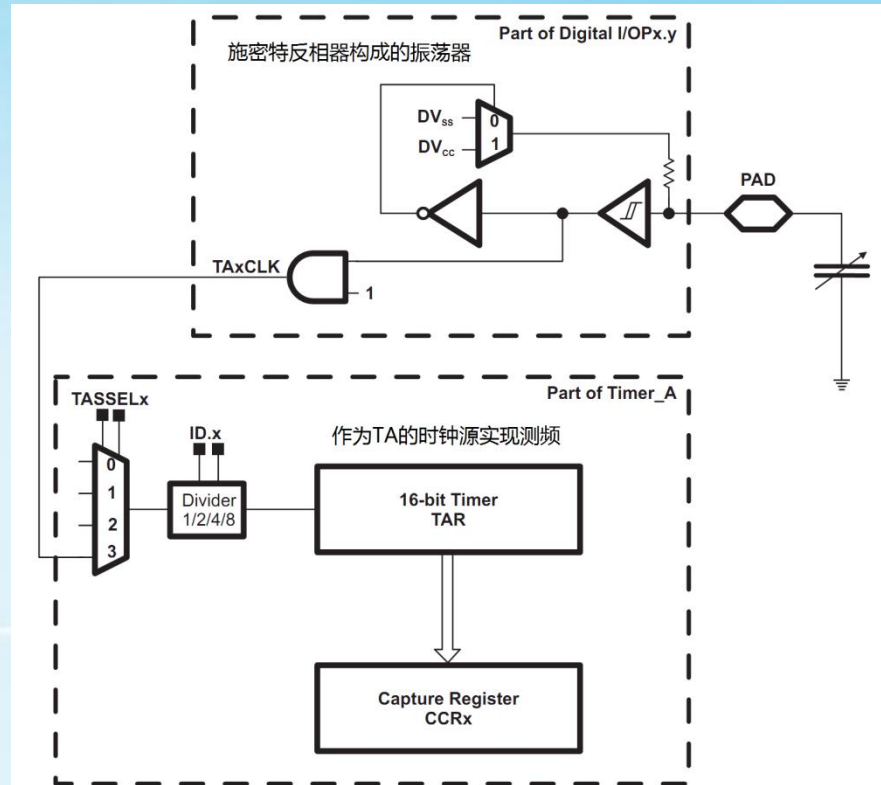 Part of Digital I/OPx.y
施密特反相器构成的振荡器
DVss
0
DVcc
1
PAD
TAxCLK
1
Part of Timer_A
TASSELx
ID.x
作为TA的时钟源实现测频
0
1
2
3
Divider
1/2/4/8
16-bit Timer
TAR
Capture Register
CCRx